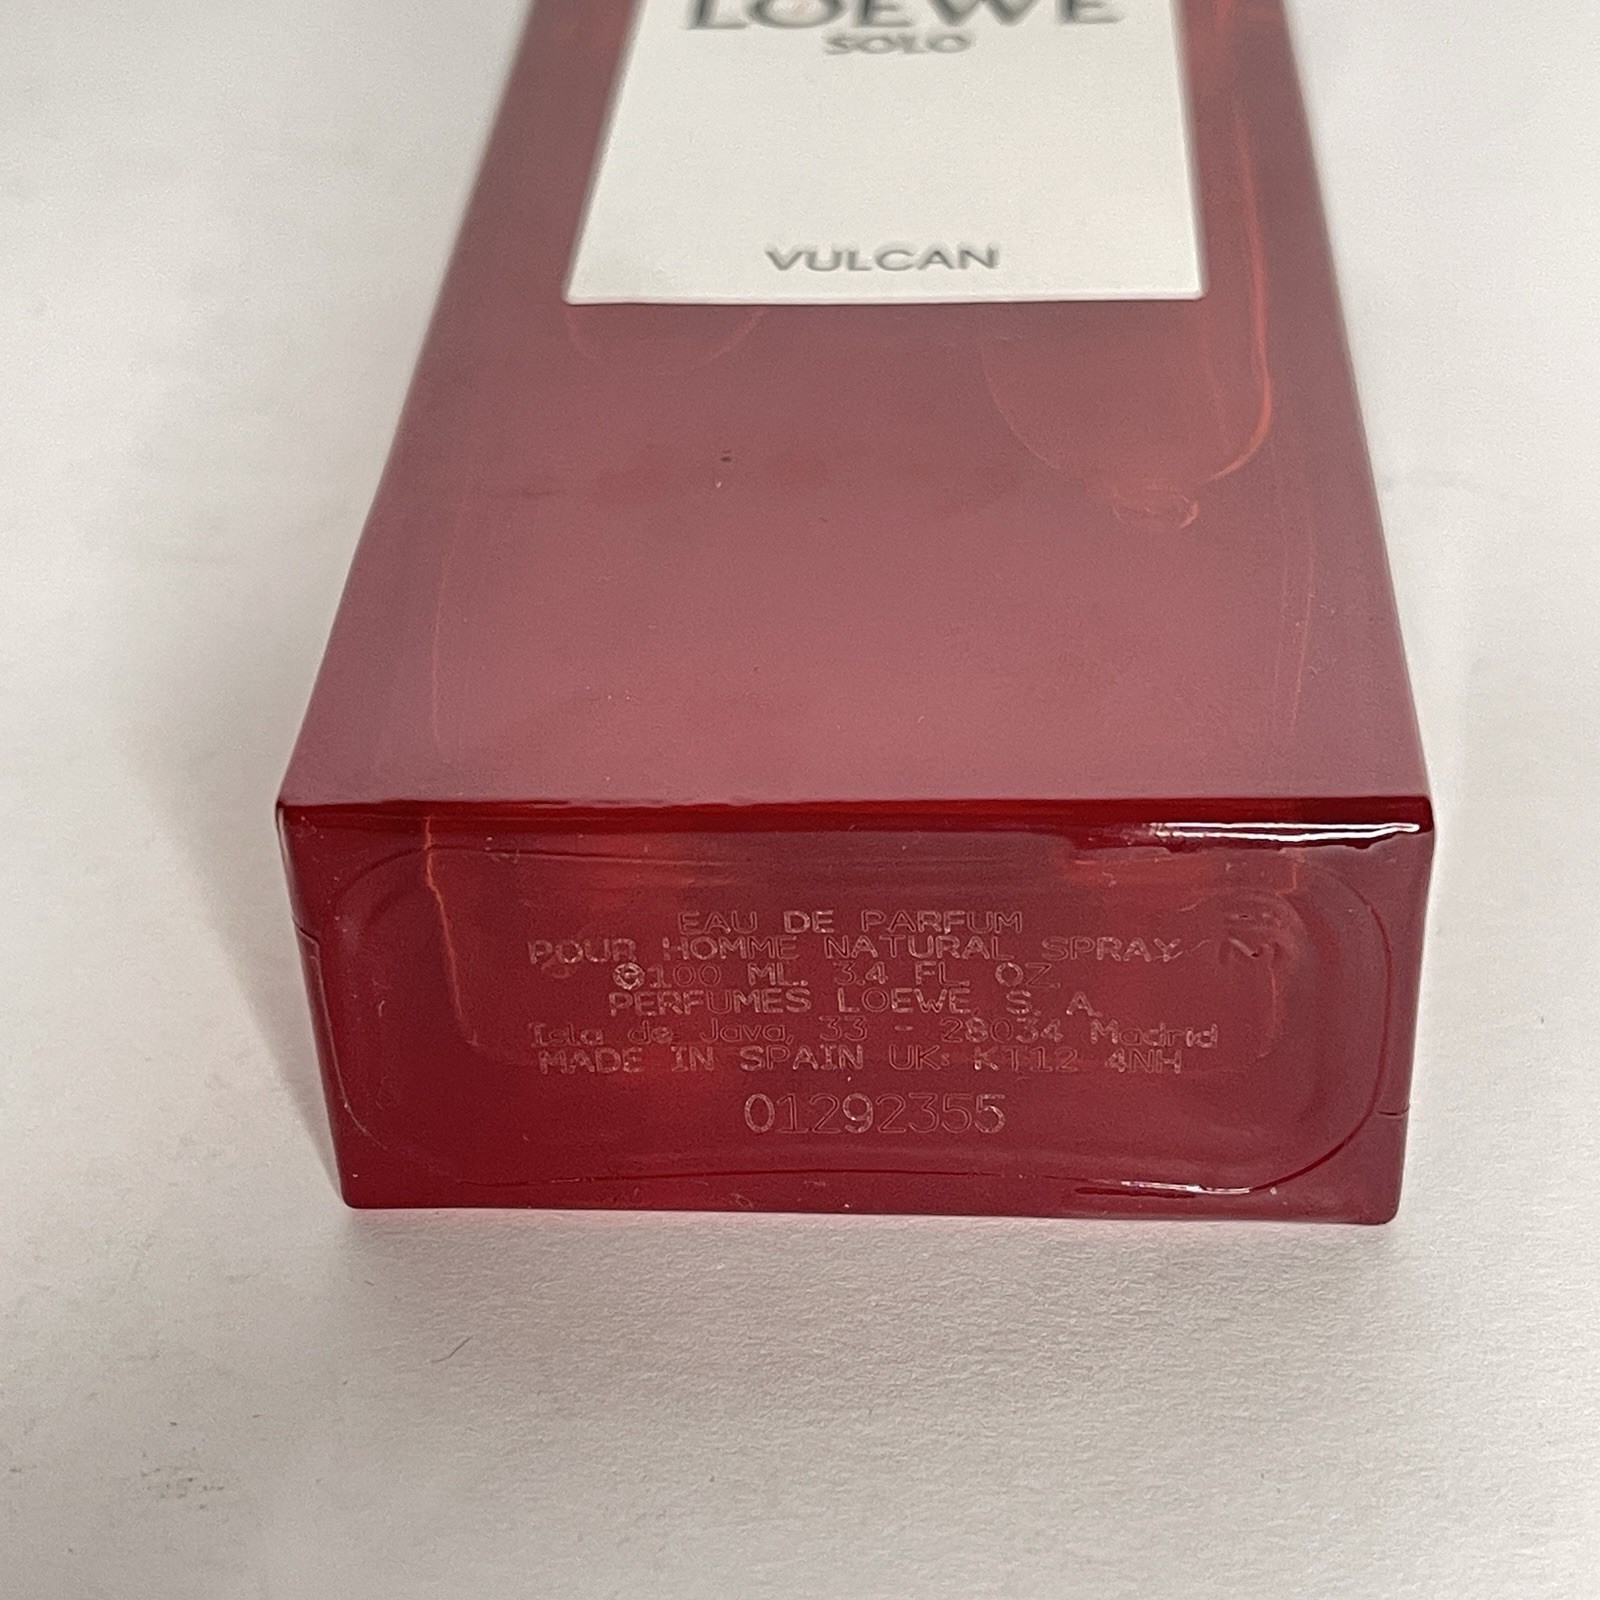 LOEWE
SOLO
VULCAN
EAU DE PARFUM
POUR HOMME NATURAL SPRAY
100 ML. 3.4 FL. OZ.
PERFUMES LOEWE, S. A.
Isla de Java, 33 - 28034 Madrid
MADE IN SPAIN UK: KT12 4NH
01292355